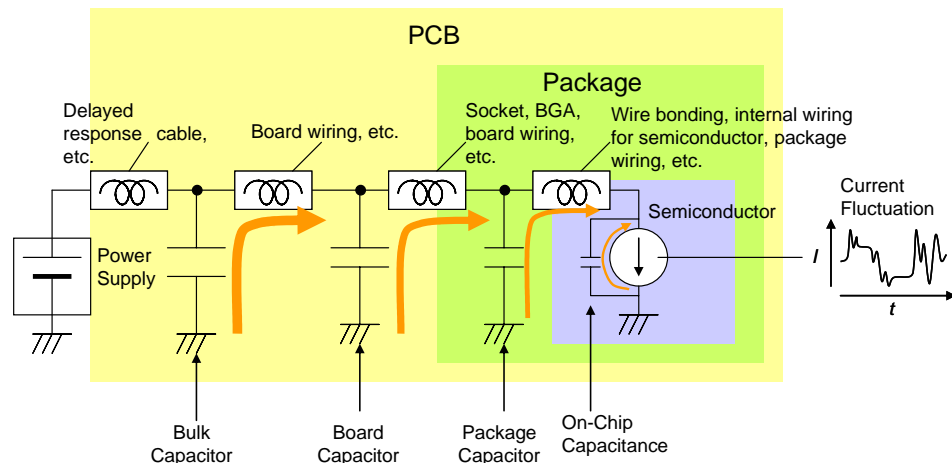 PCB
Package
Delayed
response
cable,
etc.
Board wiring, etc.
Socket, BGA,
board wiring,
etc.
Wire bonding, internal wiring
for semiconductor, package
wiring, etc.
Semiconductor
Current
Fluctuation
I
t
Power
Supply
Bulk
Capacitor
Board
Capacitor
Package
Capacitor
On-Chip
Capacitance